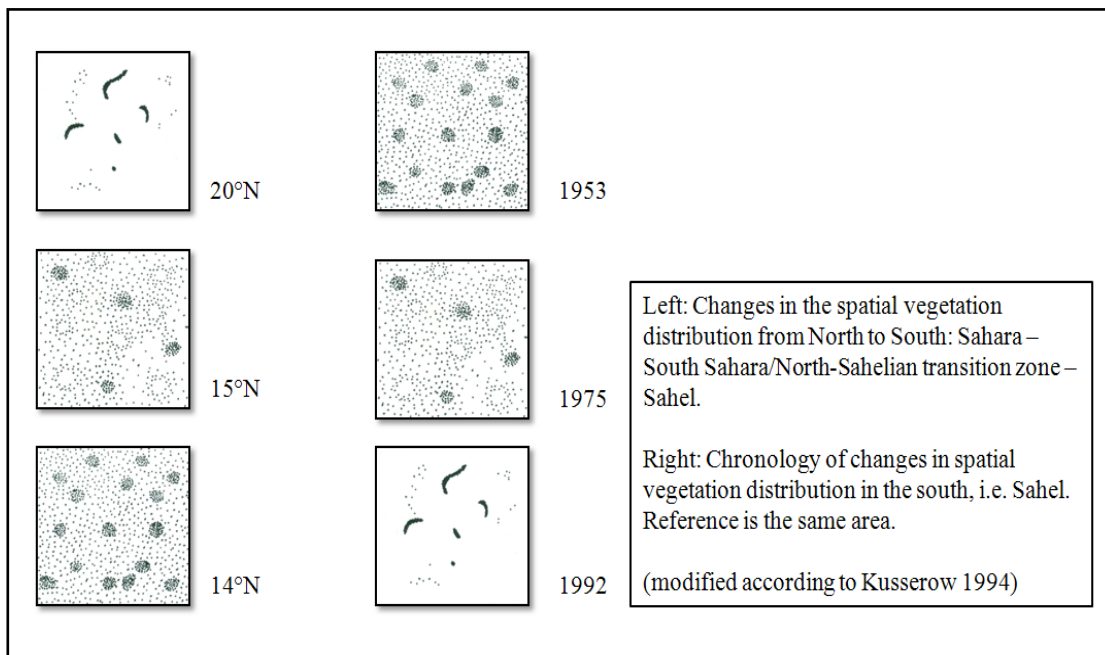 20°N
1953
15°N
1975
14°N
1992
Left: Changes in the spatial vegetation
distribution from North to South: Sahara –
South Sahara/North-Sahelian transition zone –
Sahel.
Right: Chronology of changes in spatial
vegetation distribution in the south, i.e. Sahel.
Reference is the same area.
(modified according to Kusserow 1994)